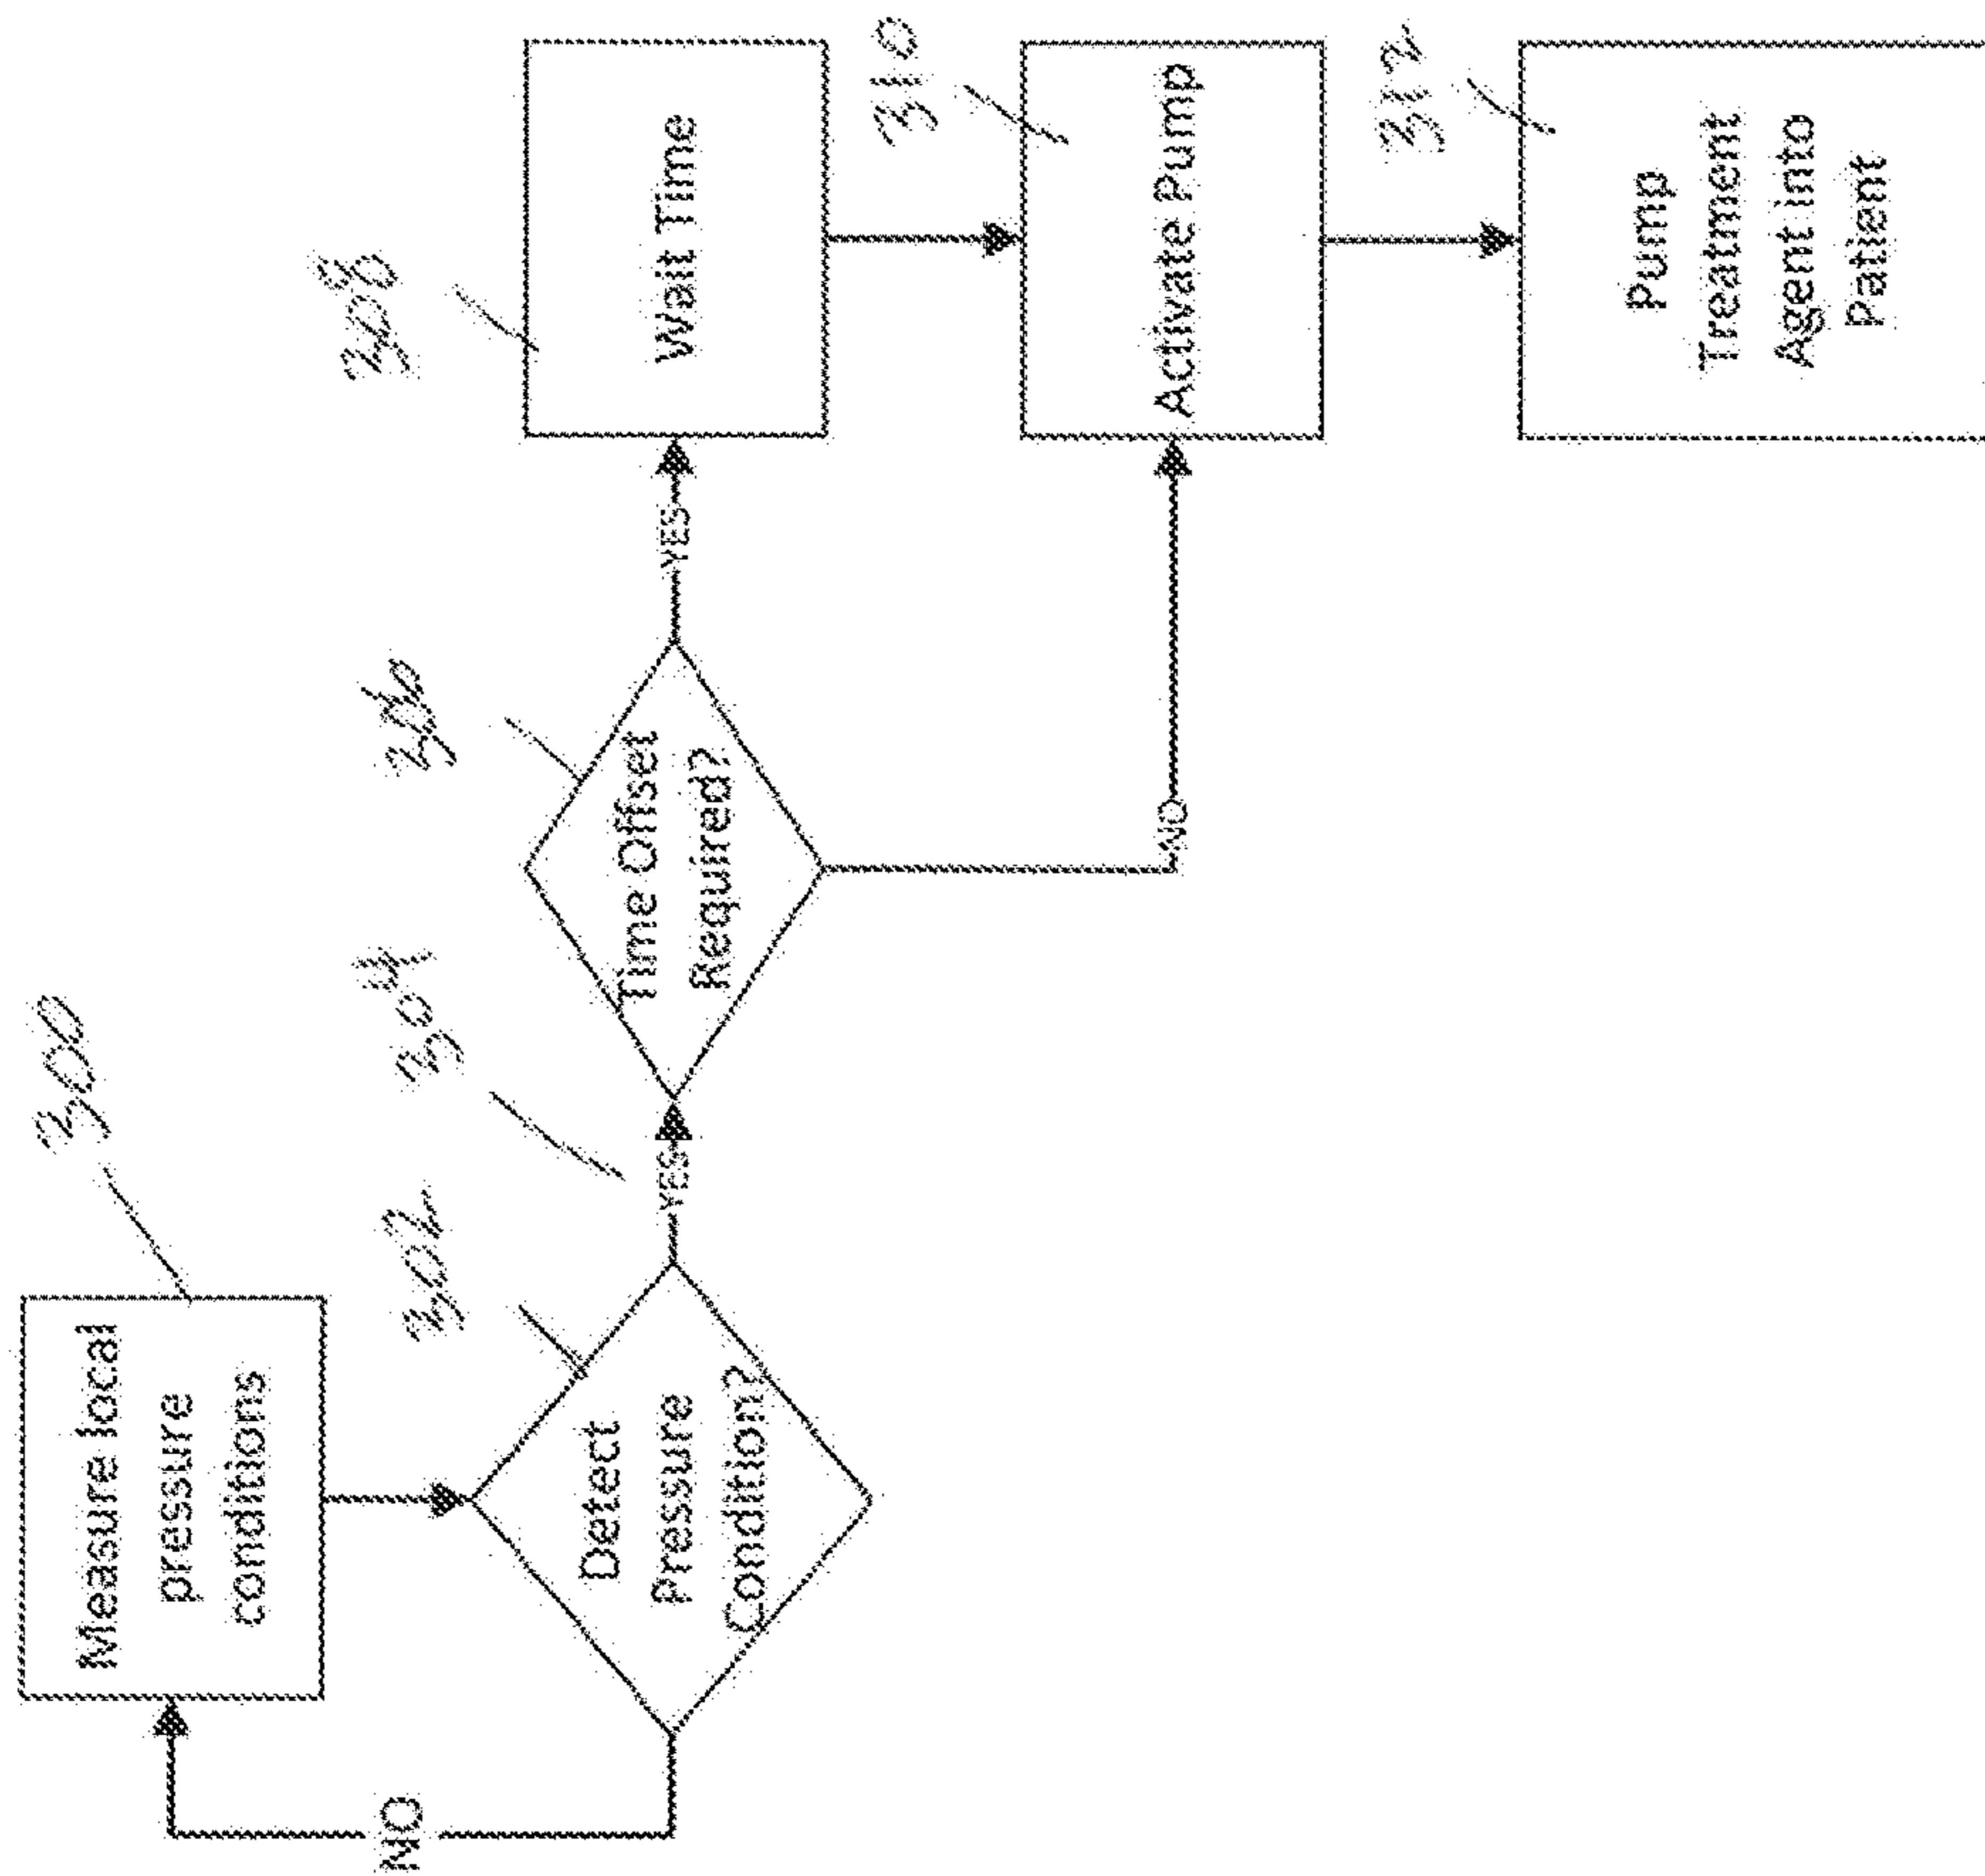 300
Measure local
pressure
conditions
NO
302
Detect
Pressure
Condition?
304
YES
306
Time Offset
Required?
YES
NO
308
Wait Time
310
Activate Pump
312
Pump
Treatment
Agent into
Patient